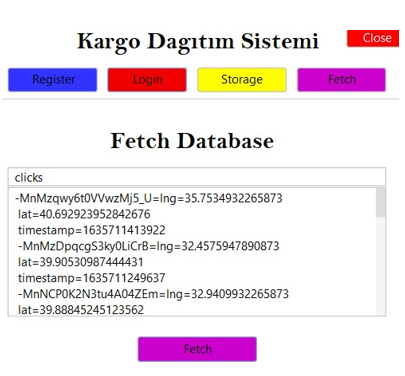 Kargo Dagıtım Sistemi
Close
Register Login Storage Fetch
Fetch Database
clicks
-MnMzqwy6t0VVwzMj5_U=lng=35.7534932265873
lat=40.692923952842676
timestamp=1635711413922
-MnMzDpqcgS3ky0LiCrB=lng=32.4575947890873
lat=39.90530987444431
timestamp=1635711249637
-MnNCP0K2N3tu4A04ZEm=lng=32.9409932265873
lat=39.88845245123562
Fetch